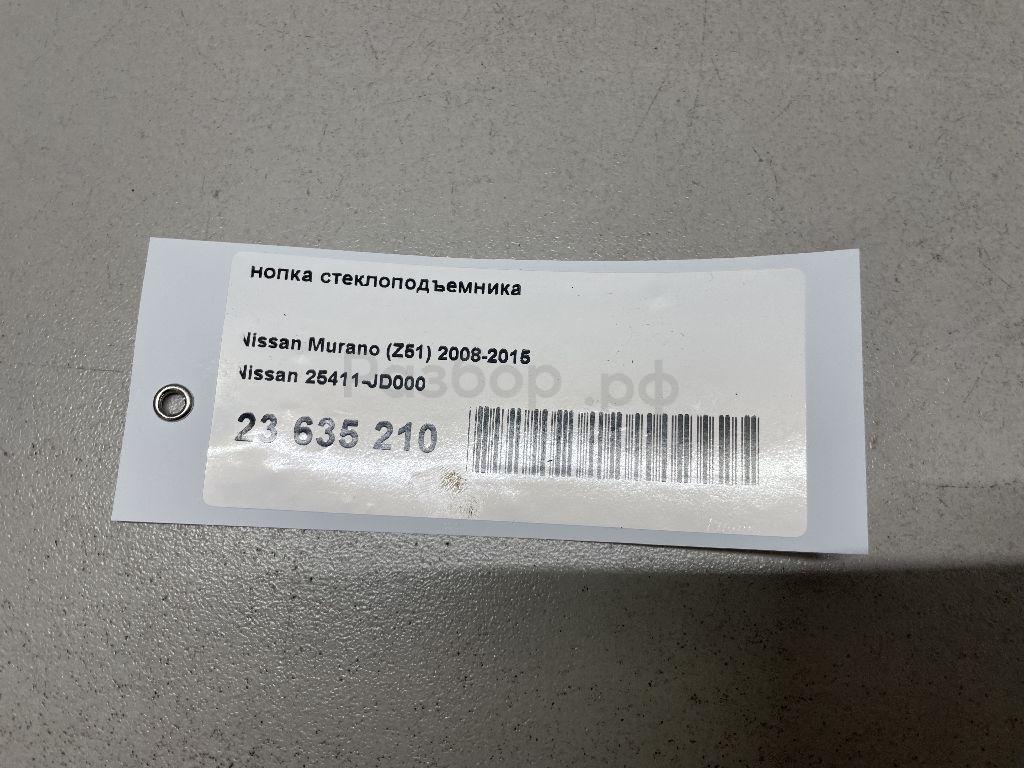 нопка стеклоподъемника
Nissan Murano (Z51) 2008-2015
Nissan 25411-JD000
Разбор.рф
23 635 210